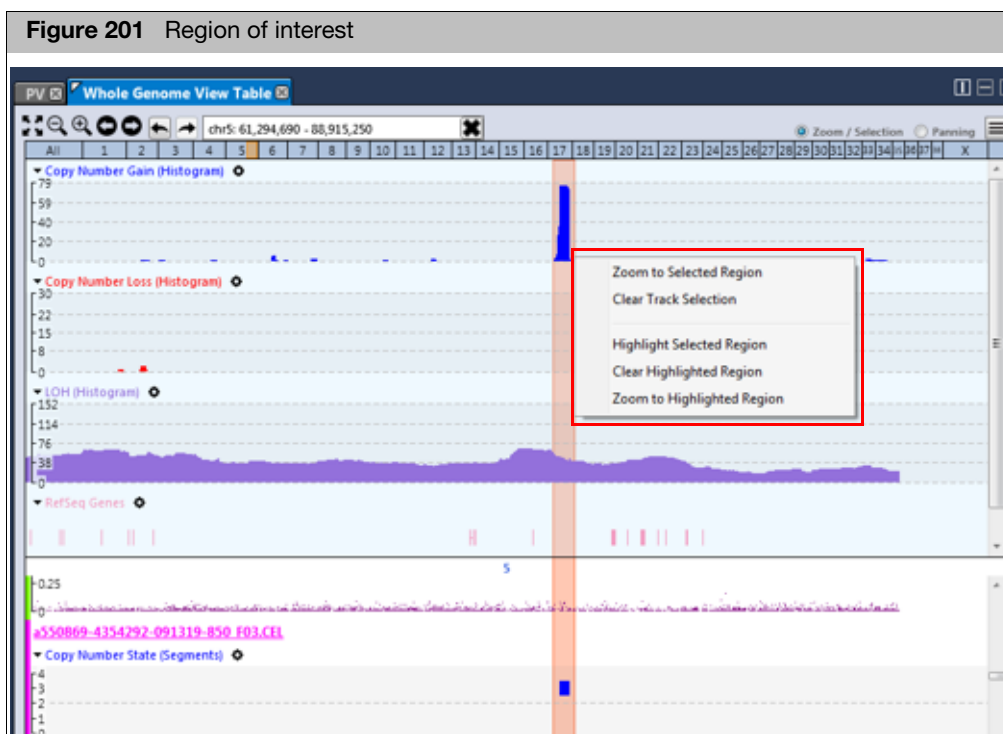 Figure 201 Region of interest
PV Whole Genome View Table
chr5: 61,294,690 - 88,915,250 Zoom / Selection Panning
All 1 2 3 4 5 6 7 8 9 10 11 12 13 14 15 16 17 18 19 20 21 22 23 24 25 26 27 28 29 30 31 32 33 34 35 36 37 38 X
Copy Number Gain (Histogram)
79
59
40
20
0
Zoom to Selected Region
Clear Track Selection
Highlight Selected Region
Clear Highlighted Region
Zoom to Highlighted Region
Copy Number Loss (Histogram)
30
22
15
8
0
LOH (Histogram)
152
114
76
38
0
RefSeq Genes
5
0.25
0
a550869-4354292-091319-850_F03.CEL
Copy Number State (Segments)
4
3
2
1
0